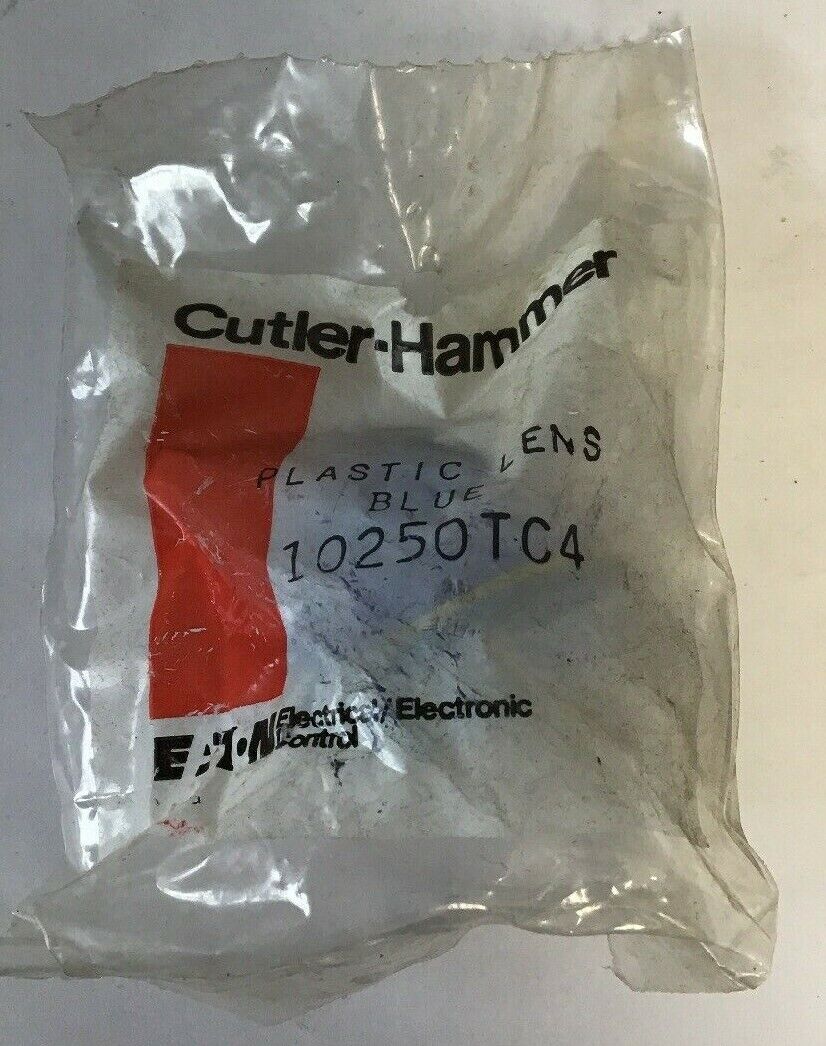 Cutler-Hammer
PLASTIC LENS
BLUE
10250TC4
EATON Electrical/Electronic
Control